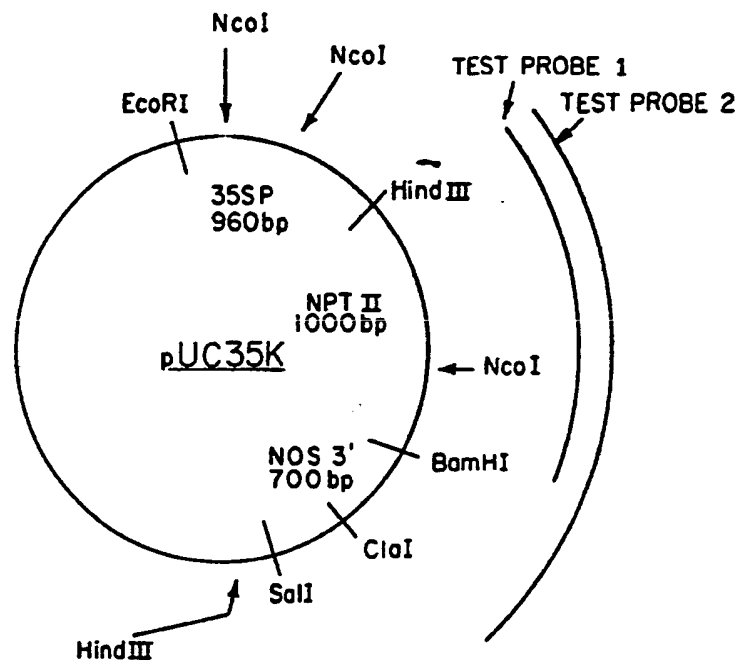 NcoI
NcoI
TEST PROBE 1
TEST PROBE 2
EcoRI
HindIII
35SP
960bp
NPT II
1000bp
pUC35K
NcoI
NOS 3'
700bp
BamHI
ClaI
SalI
HindIII